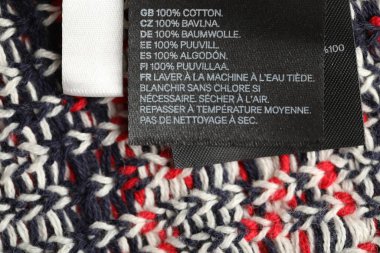 GB 100% COTTON.
CZ 100% BAVLNA.
DE 100% BAUMWOLLE.
EE 100% PUUVILL.
ES 100% ALGODÓN.
FI 100% PUUVILLAA.
FR LAVER À LA MACHINE À L'EAU TIÈDE.
BLANCHIR SANS CHLORE SI
NÉCESSAIRE. SÉCHER À L'AIR.
REPASSER À TEMPÉRATURE MOYENNE.
PAS DE NETTOYAGE À SEC.
%100